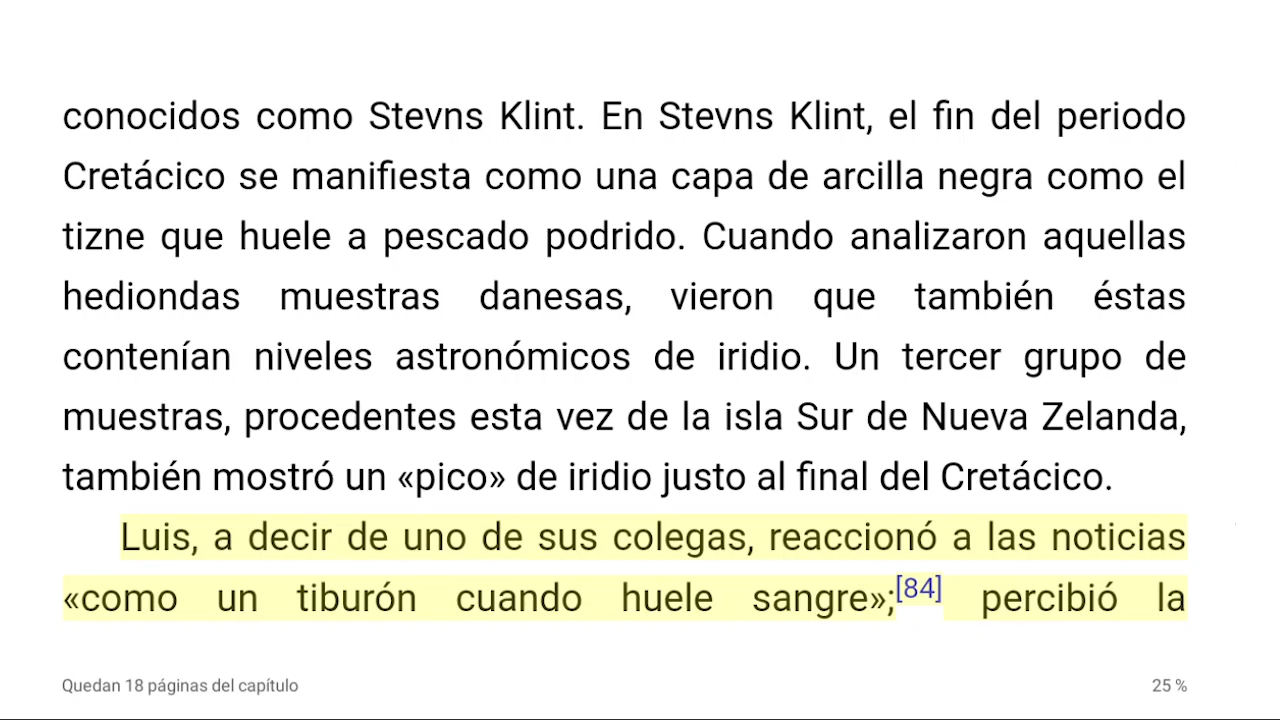 conocidos como Stevns Klint. En Stevns Klint, el fin del periodo
Cretácico se manifiesta como una capa de arcilla negra como el
tizne que huele a pescado podrido. Cuando analizaron aquellas
hediondas muestras danesas, vieron que también éstas
contenían niveles astronómicos de iridio. Un tercer grupo de
muestras, procedentes esta vez de la isla Sur de Nueva Zelanda,
también mostró un «pico» de iridio justo al final del Cretácico.
Luis, a decir de uno de sus colegas, reaccionó a las noticias
«como un tiburón cuando huele sangre»;[84] percibió la
Quedan 18 páginas del capítulo 25 %